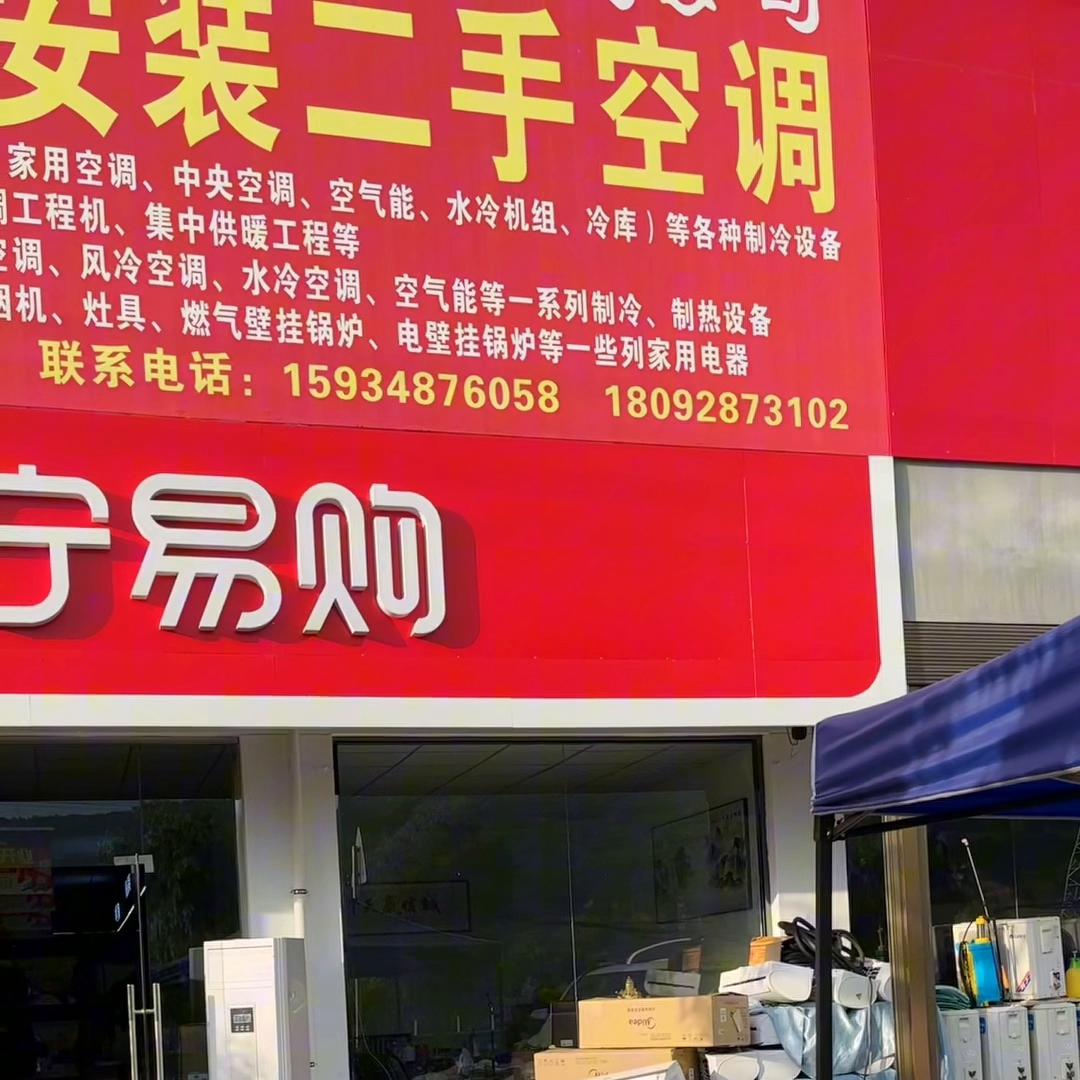 安装二手空调
家用空调、中央空调、空气能、水冷机组、冷库）等各种制冷设备
调工程机、集中供暖工程等
空调、风冷空调、水冷空调、空气能等一系列制冷、制热设备
烟机、灶具、燃气壁挂锅炉、电壁挂锅炉等一些列家用电器
联系电话：15934876058 18092873102
宁易购
Midea